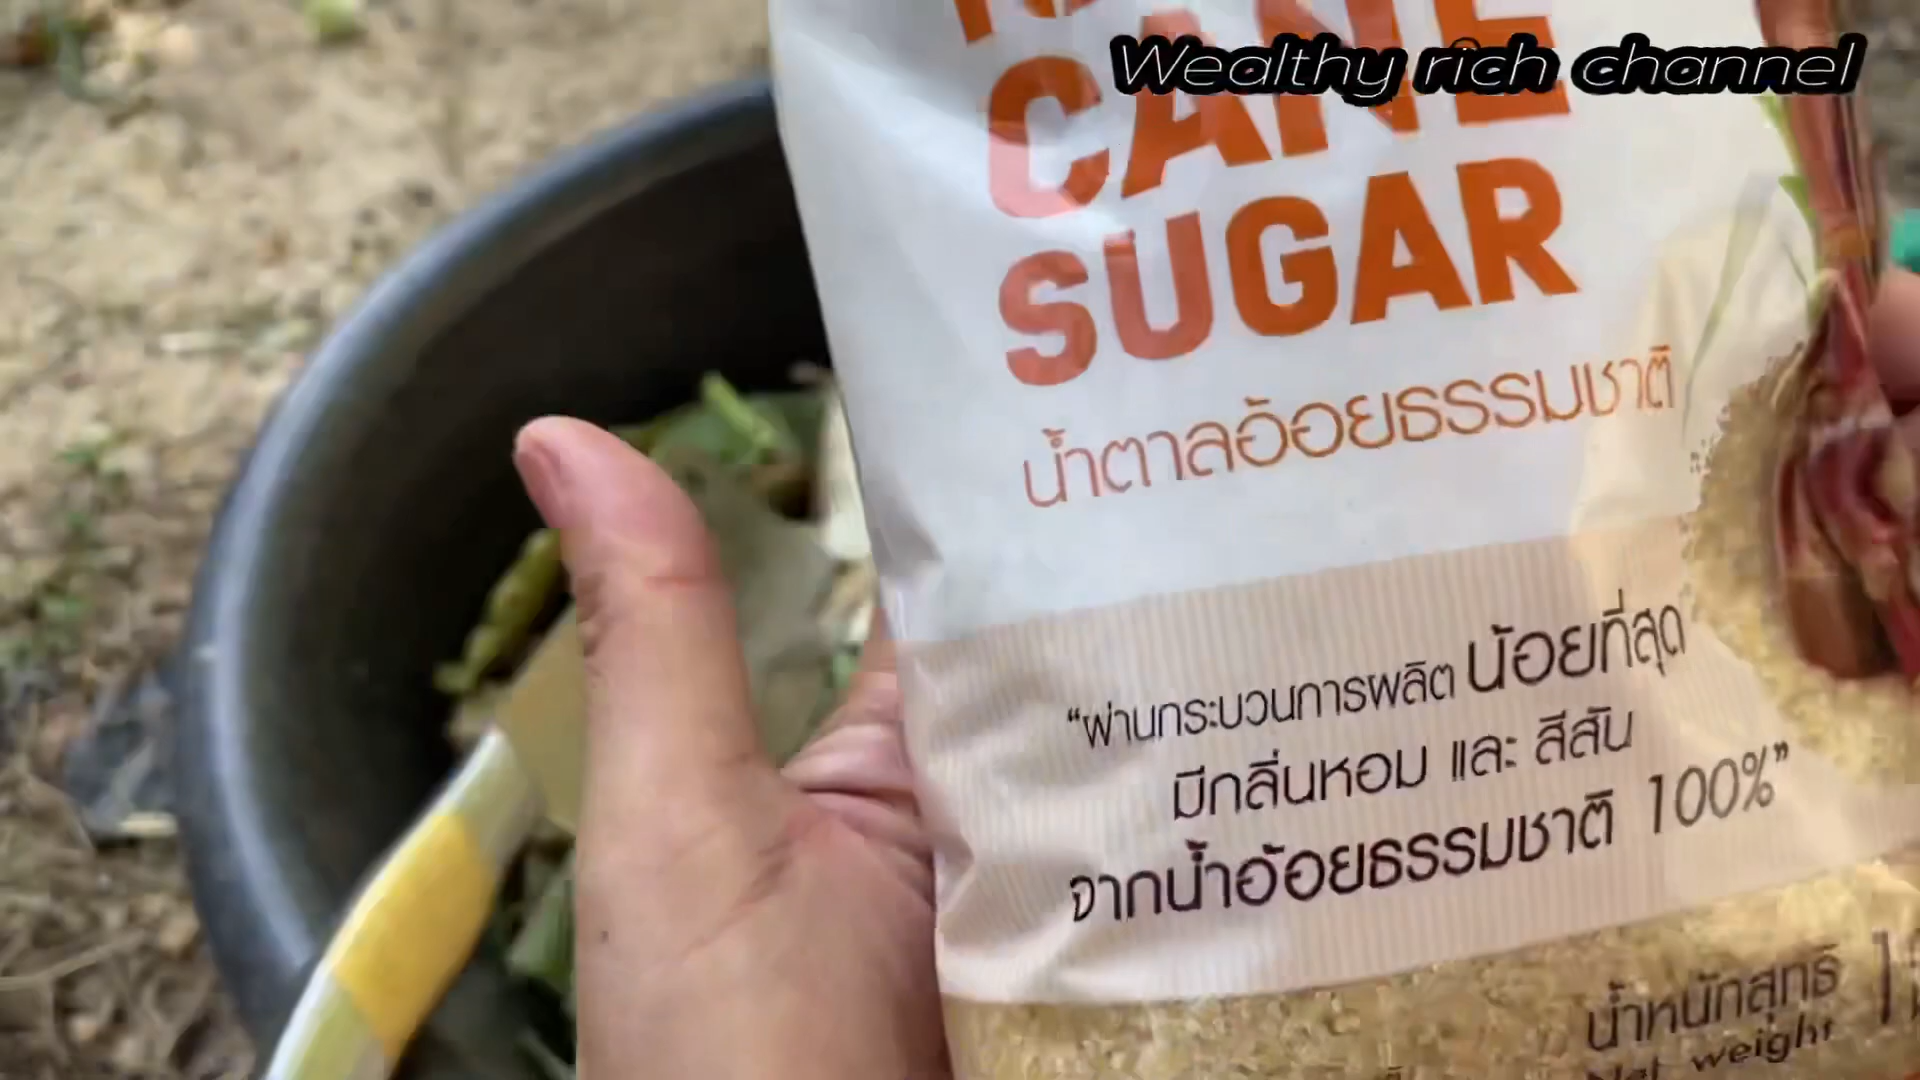 Wealthy rich channel
CANE
SUGAR
น้ำตาลอ้อยธรรมชาติ
“ผ่านกระบวนการผลิต น้อยที่สุด
มีกลิ่นหอม และ สีสัน
จากน้ำอ้อยธรรมชาติ 100%”
น้ำหนักสุทธิ 1
Net weight